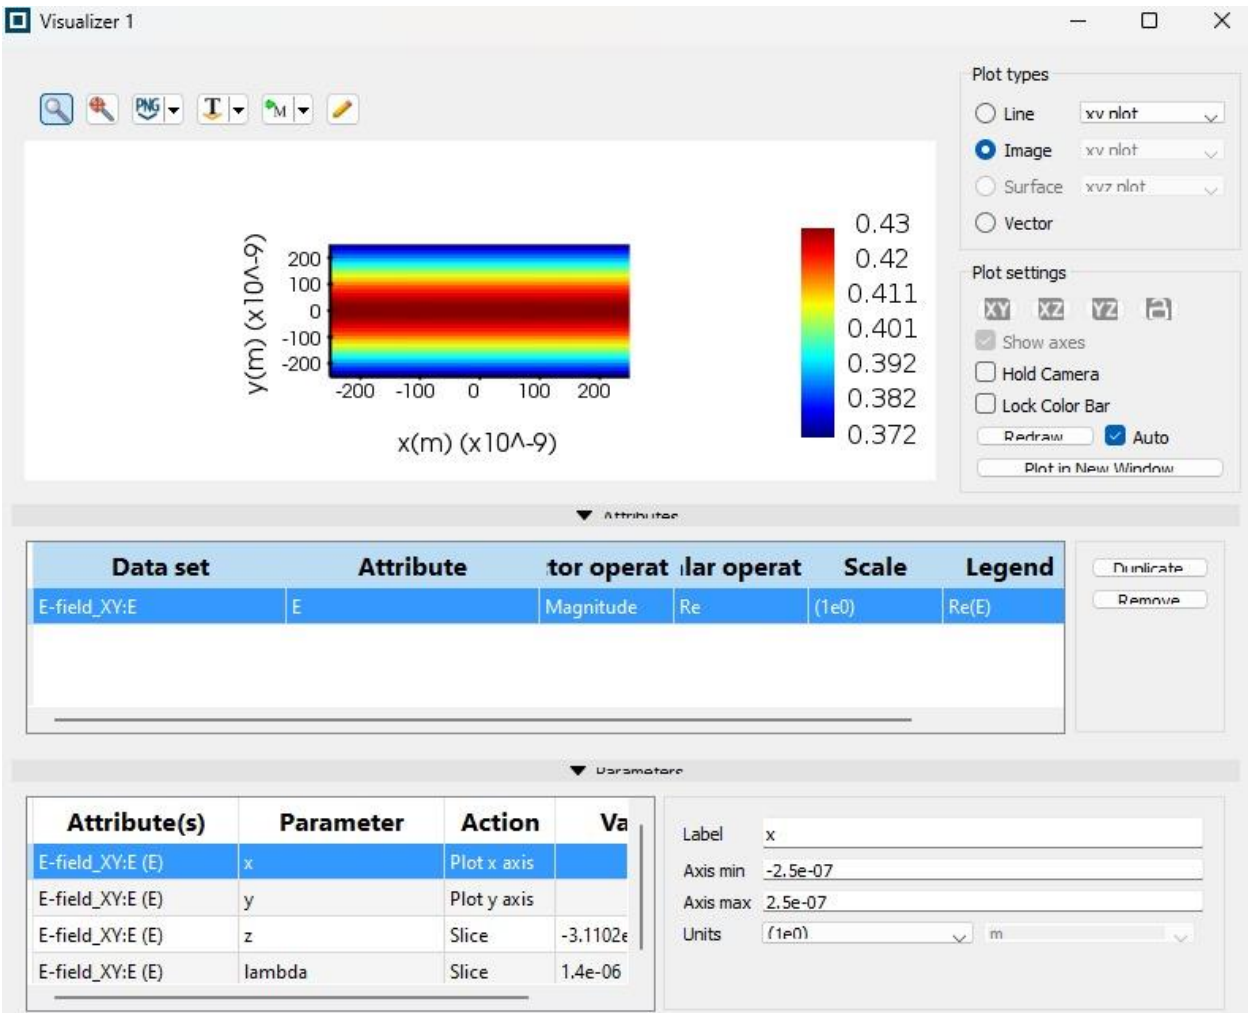 Visualizer 1
PNG T M
Plot types
Line xy plot
Image xy plot
Surface xyz plot
Vector
0.43
0.42
0.411
0.401
0.392
0.382
0.372
y(m) (x10^-9)
200
100
0
-100
-200
-200 -100 0 100 200
x(m) (x10^-9)
Plot settings
XY XZ YZ
Show axes
Hold Camera
Lock Color Bar
Redraw Auto
Plot in New Window
Attributes
Data set Attribute tor operat lar operat Scale Legend
E-field_XY:E E Magnitude Re (1e0) Re(E)
Duplicate
Remove
Parameters
Attribute(s) Parameter Action Va
E-field_XY:E (E) x Plot x axis
E-field_XY:E (E) y Plot y axis
E-field_XY:E (E) z Slice -3.1102e
E-field_XY:E (E) lambda Slice 1.4e-06
Label x
Axis min -2.5e-07
Axis max 2.5e-07
Units (1e0) m